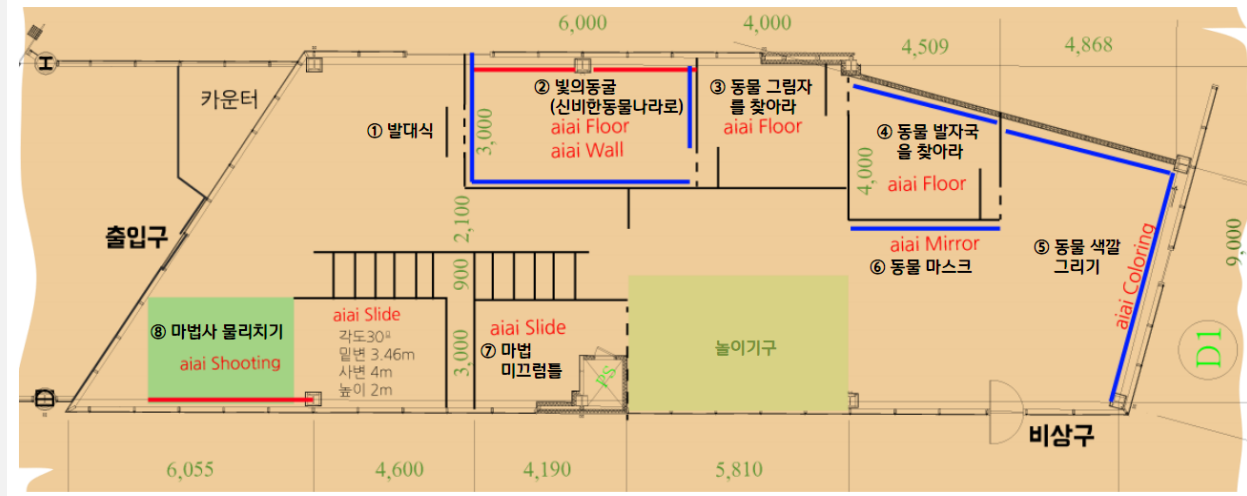 6,000
4,000
4,509
4,868
H
카운터
② 빛의동굴
(신비한동물나라로)
aiai Floor
aiai Wall
③ 동물 그림자
를 찾아라
aiai Floor
① 발대식
3,000
④ 동물 발자국
을 찾아라
aiai Floor
4,000
출입구
2,100
900
aiai Mirror
⑥ 동물 마스크
⑤ 동물 색깔
그리기
aiai Coloring
9,000
⑧ 마법사 물리치기
aiai Shooting
aiai Slide
각도30º
밑변 3.46m
사변 4m
높이 2m
3,000
aiai Slide
⑦ 마법
미끄럼틀
PS
놀이기구
D1
비상구
6,055
4,600
4,190
5,810